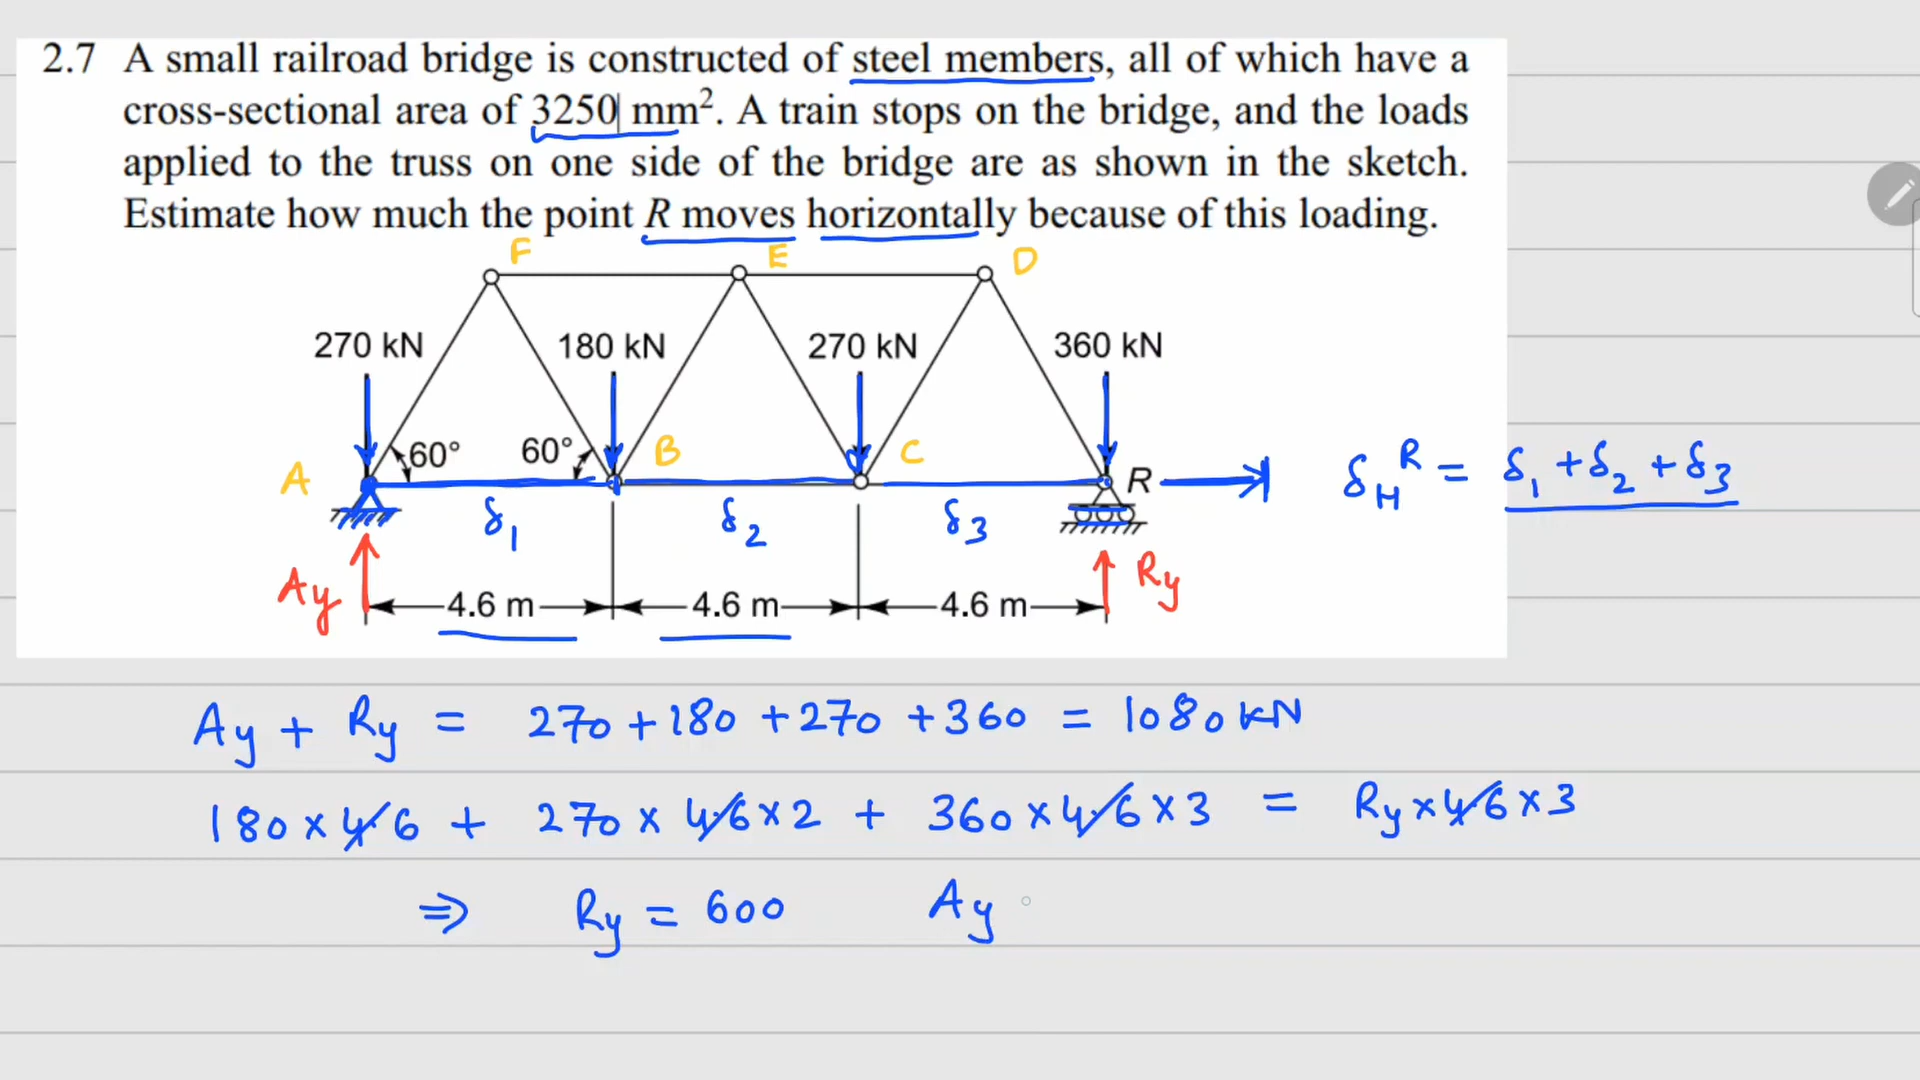 2.7 A small railroad bridge is constructed of steel members, all of which have a
cross-sectional area of 3250 mm². A train stops on the bridge, and the loads
applied to the truss on one side of the bridge are as shown in the sketch.
Estimate how much the point R moves horizontally because of this loading.
F E D
270 kN 180 kN 270 kN 360 kN
A 60° 60° B C R δ_H^R = δ₁ + δ₂ + δ₃
δ₁ δ₂ δ₃
Ay Ry
4.6 m 4.6 m 4.6 m
Ay + Ry = 270 + 180 + 270 + 360 = 1080 kN
180 × 4.6 + 270 × 4.6 × 2 + 360 × 4.6 × 3 = Ry × 4.6 × 3
⇒ Ry = 600 Ay